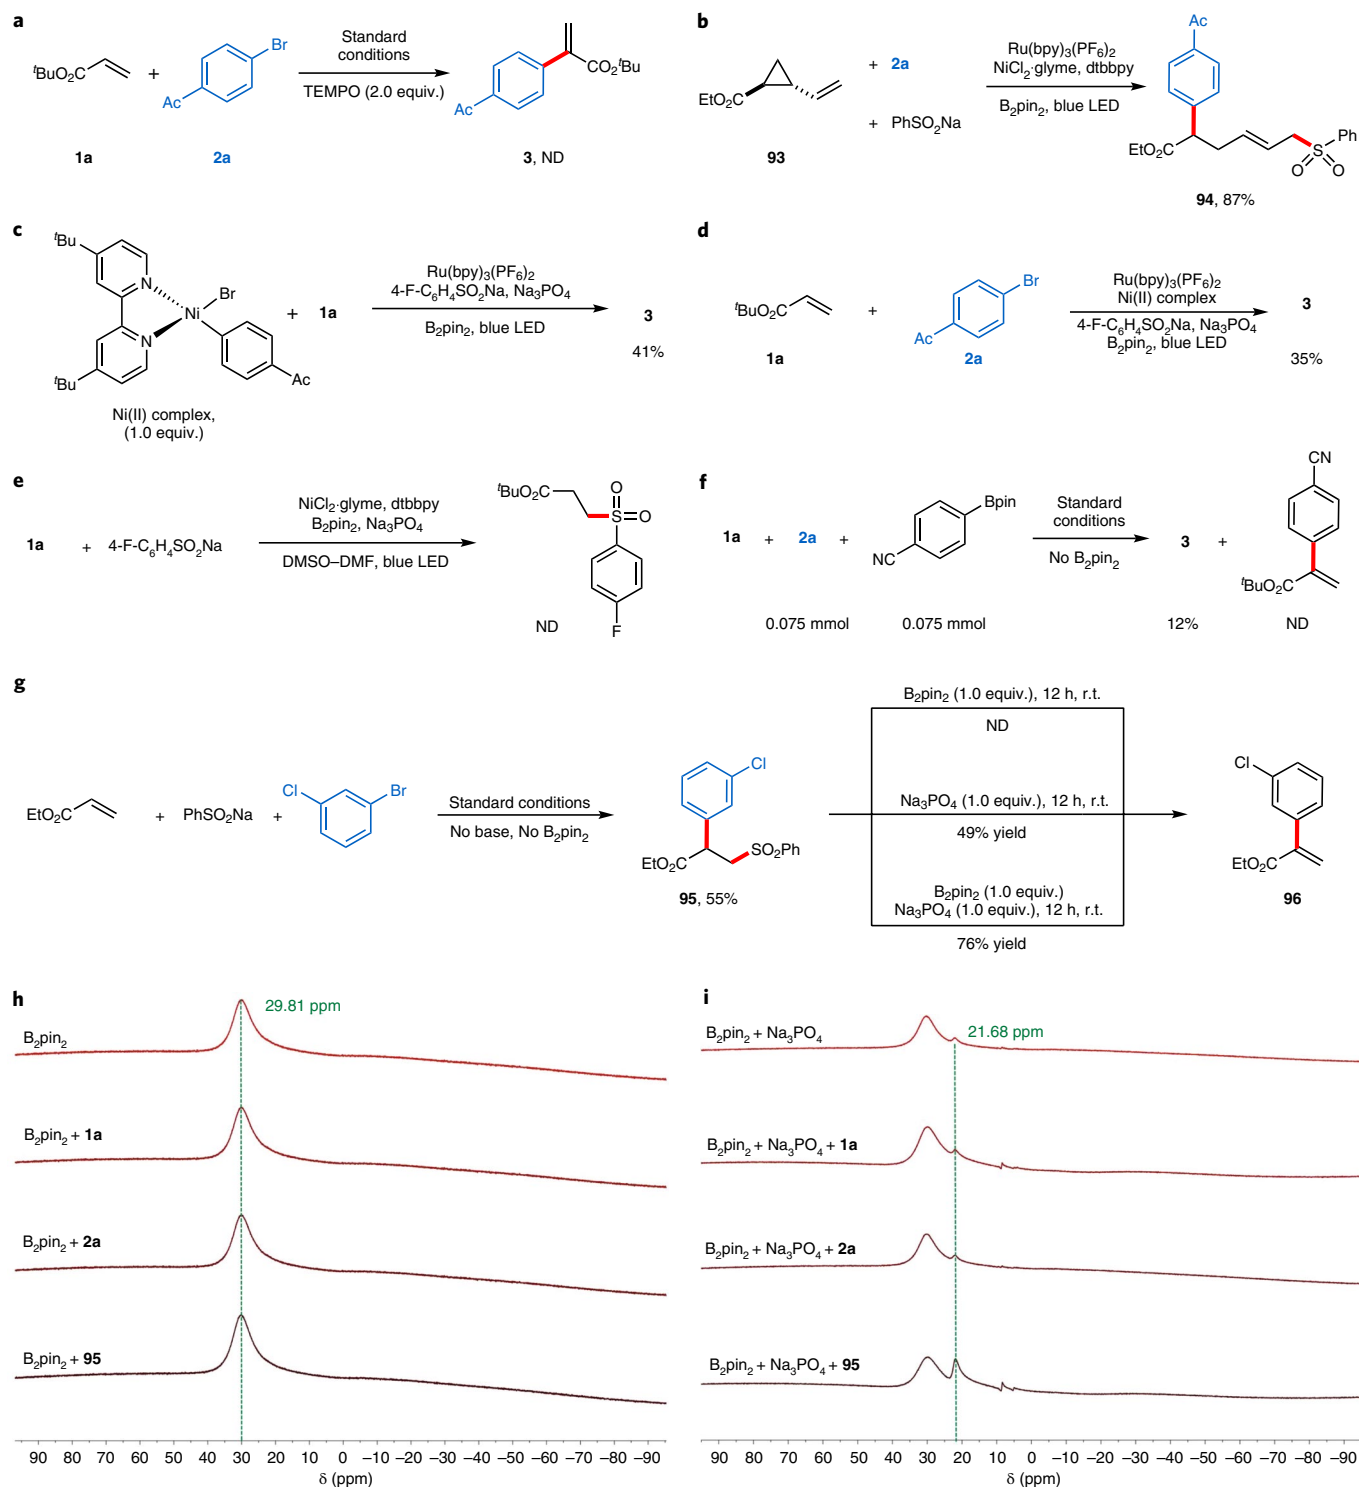 a
Standard
conditions
TEMPO (2.0 equiv.)
ᵗBuO₂C
+
Br
Ac
Ac
CO₂ᵗBu
1a
2a
3, ND
b
EtO₂C
+ 2a
+ PhSO₂Na
Ru(bpy)₃(PF₆)₂
NiCl₂·glyme, dtbbpy
B₂pin₂, blue LED
Ac
EtO₂C
S
Ph
O
O
93
94, 87%
c
ᵗBu
N
Br
Ni
N
ᵗBu
Ac
Ni(II) complex,
(1.0 equiv.)
+ 1a
Ru(bpy)₃(PF₆)₂
4-F-C₆H₄SO₂Na, Na₃PO₄
B₂pin₂, blue LED
3
41%
d
ᵗBuO₂C
+
Br
Ac
1a
2a
Ru(bpy)₃(PF₆)₂
Ni(II) complex
4-F-C₆H₄SO₂Na, Na₃PO₄
B₂pin₂, blue LED
3
35%
e
1a + 4-F-C₆H₄SO₂Na
NiCl₂·glyme, dtbbpy
B₂pin₂, Na₃PO₄
DMSO–DMF, blue LED
ᵗBuO₂C
O
S=O
F
ND
f
1a + 2a +
Bpin
CN
Standard
conditions
No B₂pin₂
3 +
CN
ᵗBuO₂C
0.075 mmol
0.075 mmol
12%
ND
g
EtO₂C
+ PhSO₂Na +
Cl
Br
Standard conditions
No base, No B₂pin₂
Cl
EtO₂C
SO₂Ph
95, 55%
B₂pin₂ (1.0 equiv.), 12 h, r.t.
ND
Na₃PO₄ (1.0 equiv.), 12 h, r.t.
49% yield
B₂pin₂ (1.0 equiv.)
Na₃PO₄ (1.0 equiv.), 12 h, r.t.
76% yield
Cl
EtO₂C
96
h
29.81 ppm
B₂pin₂
B₂pin₂ + 1a
B₂pin₂ + 2a
B₂pin₂ + 95
90 80 70 60 50 40 30 20 10 0 –10 –20 –30 –40 –50 –60 –70 –80 –90
δ (ppm)
i
21.68 ppm
B₂pin₂ + Na₃PO₄
B₂pin₂ + Na₃PO₄ + 1a
B₂pin₂ + Na₃PO₄ + 2a
B₂pin₂ + Na₃PO₄ + 95
90 80 70 60 50 40 30 20 10 0 –10 –20 –30 –40 –50 –60 –70 –80 –90
δ (ppm)